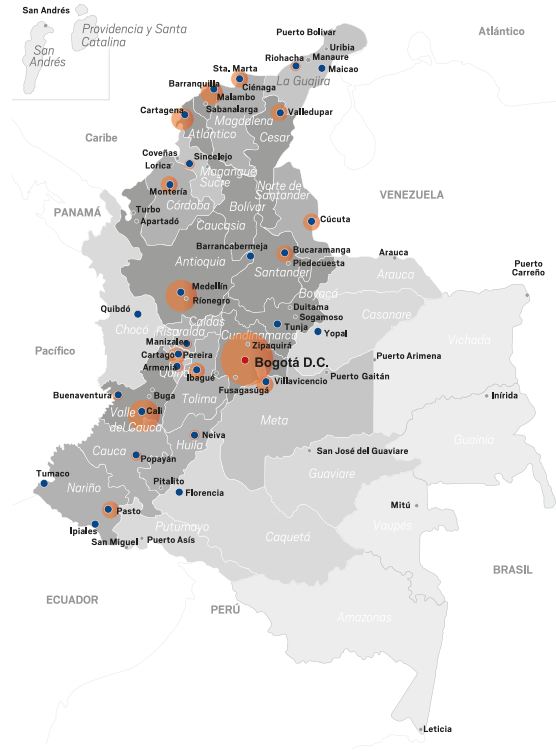 San Andrés
Providencia y Santa
Catalina
San
Andrés
Puerto Bolívar
Atlántico
Uribia
Riohacha
Manaure
Maicao
Sta. Marta
La Guajira
Barranquilla
Ciénaga
Malambo
Sabanalarga
Cartagena
Magdalena
Valledupar
Atlántico
Cesar
Caribe
Coveñas
Sincelejo
Lorica
Magangué
Sucre
Montería
Norte de
Santander
VENEZUELA
Córdoba
Bolívar
PANAMÁ
Turbo
Apartadó
Cúcuta
Caucasia
Barrancabermeja
Bucaramanga
Arauca
Antioquia
Piedecuesta
Santander
Puerto
Carreño
Arauca
Medellín
Boyacá
Ríonegro
Quibdó
Duitama
Casanare
Sogamoso
Chocó
Caldas
Tunja
Yopal
Vichada
Risaralda
Cundinamarca
Manizales
Zipaquirá
Pacífico
Cartago
Pereira
Puerto Arimena
Bogotá D.C.
Armenia
Ibagué
Puerto Gaitán
Villavicencio
Fusagasúgá
Buenaventura
Buga
Tolima
Inírida
Valle
del Cauca
Cali
Meta
Neiva
Guainía
Huila
Cauca
San José del Guaviare
Popayán
Guaviare
Tumaco
Pitalito
Nariño
Florencia
Mitú
Pasto
Ipiales
Putumayo
Vaupés
San Miguel
Puerto Asís
Caquetá
BRASIL
ECUADOR
PERÚ
Amazonas
Leticia